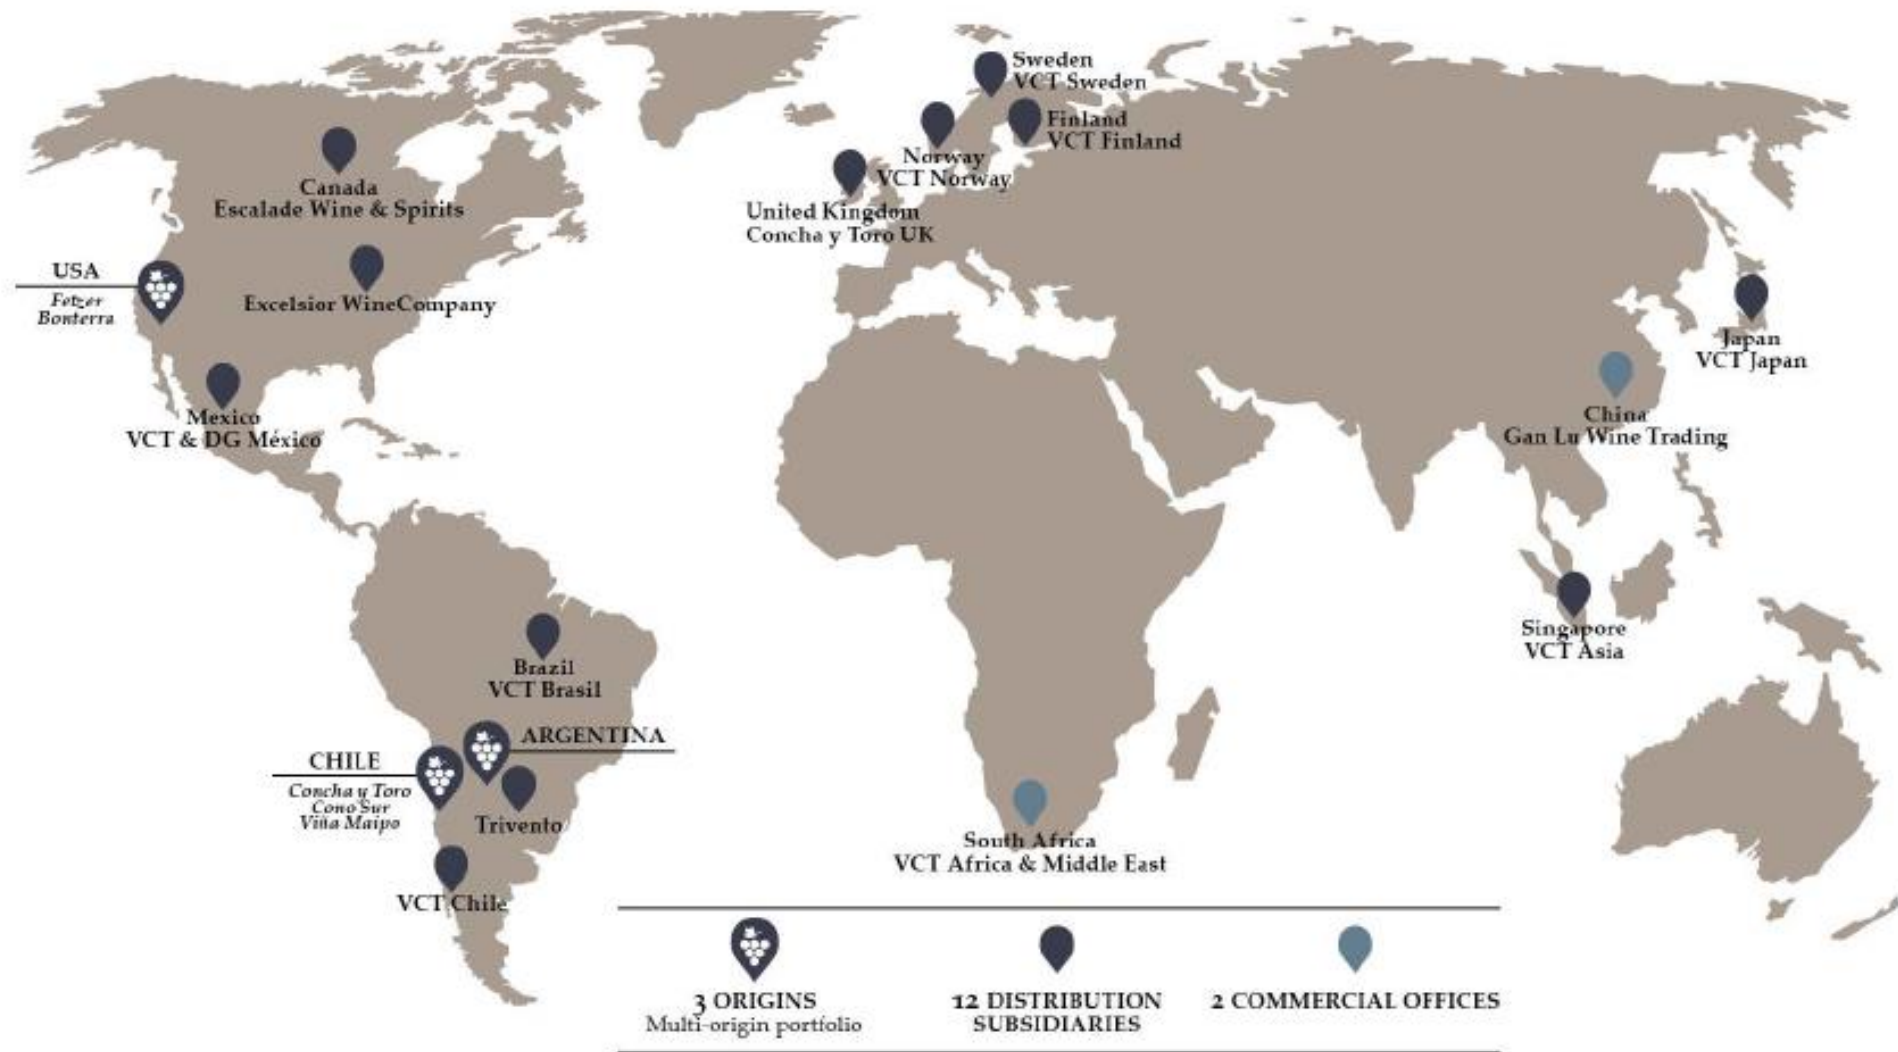 Sweden
VCT Sweden
Finland
VCT Finland
Norway
VCT Norway
United Kingdom
Concha y Toro UK
Canada
Escalade Wine & Spirits
USA
Fetzer
Bonterra
Excelsior WineCompany
Mexico
VCT & DG México
Japan
VCT Japan
China
Gan Lu Wine Trading
Singapore
VCT Asia
Brazil
VCT Brasil
ARGENTINA
Trivento
CHILE
Concha y Toro
Cono Sur
Viña Maipo
VCT Chile
South Africa
VCT Africa & Middle East
3 ORIGINS
Multi-origin portfolio
12 DISTRIBUTION
SUBSIDIARIES
2 COMMERCIAL OFFICES